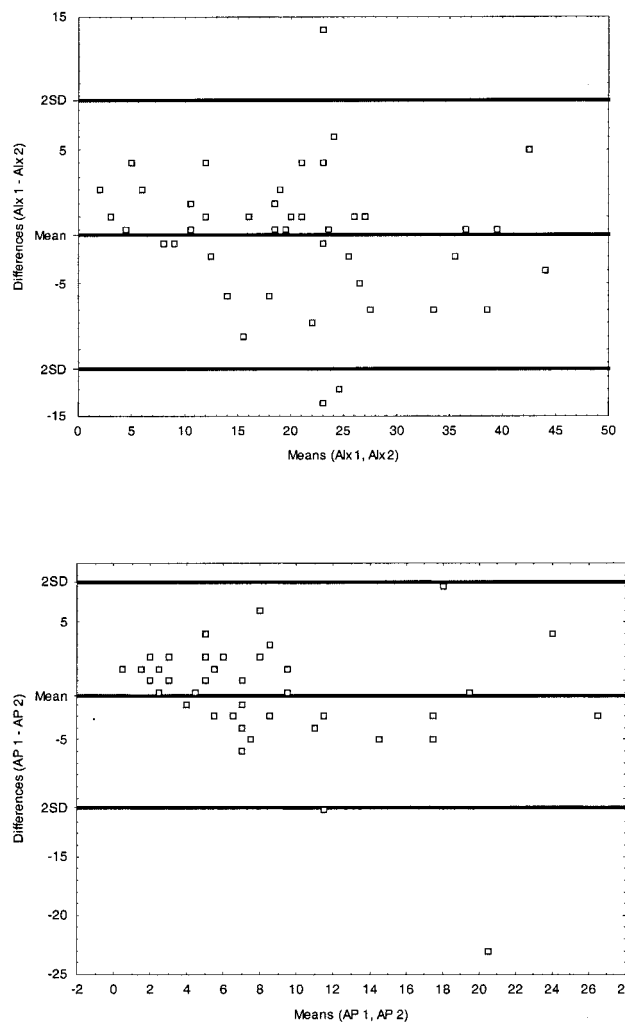 15
2SD
5
Mean
-5
2SD
-15
Differences (AIx 1 - AIx 2)
0 5 10 15 20 25 30 35 40 45 50
Means (AIx 1, AIx 2)
2SD
5
Mean
-5
2SD
-15
-20
-25
Differences (AP 1 - AP 2)
-2 0 2 4 6 8 10 12 14 16 18 20 22 24 26 28
Means (AP 1, AP 2)